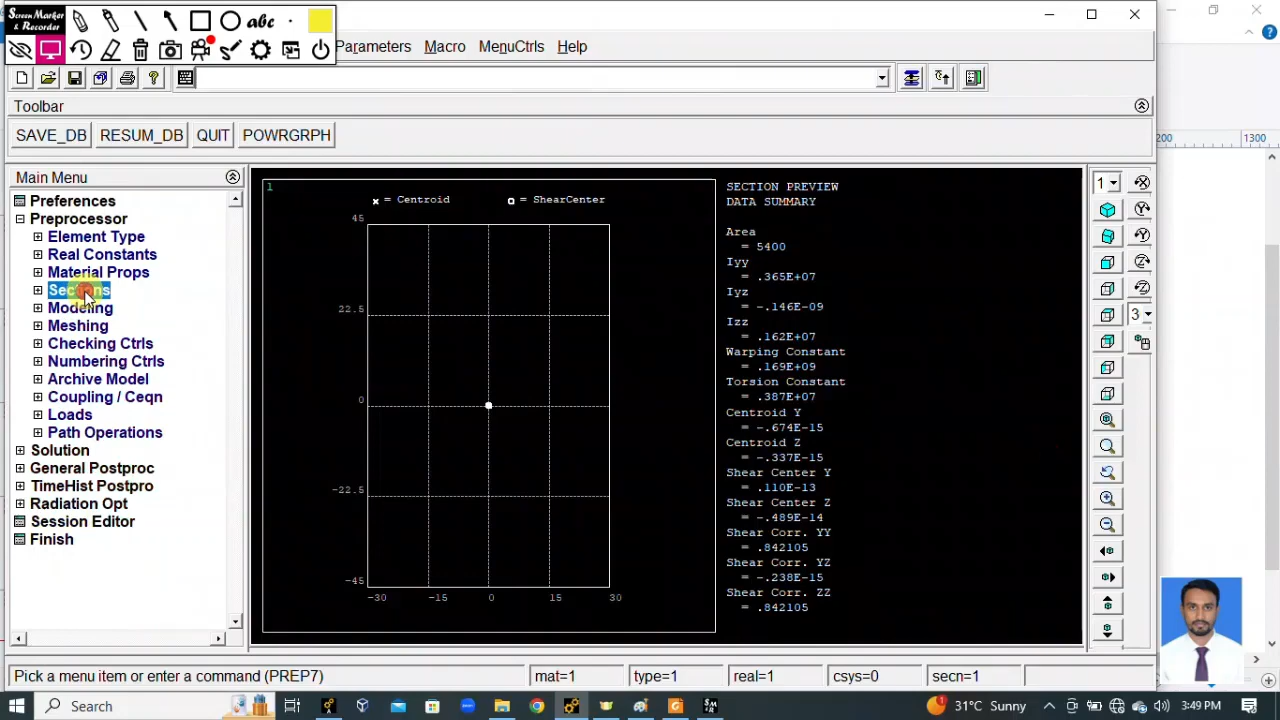 Screen Marker
& Recorder
abc
Parameters
Macro
MenuCtrls
Help
Toolbar
SAVE_DB
RESUM_DB
QUIT
POWRGRPH
200
1300
Main Menu
Preferences
Preprocessor
Element Type
Real Constants
Material Props
Sections
Modeling
Meshing
Checking Ctrls
Numbering Ctrls
Archive Model
Coupling / Ceqn
Loads
Path Operations
Solution
General Postproc
TimeHist Postpro
Radiation Opt
Session Editor
Finish
1
× = Centroid
o = ShearCenter
45
22.5
0
-22.5
-45
-30
-15
0
15
30
SECTION PREVIEW
DATA SUMMARY
Area
= 5400
Iyy
= .365E+07
Iyz
= -.146E-09
Izz
= .162E+07
Warping Constant
= .169E+09
Torsion Constant
= .387E+07
Centroid Y
= -.674E-15
Centroid Z
= -.337E-15
Shear Center Y
= .110E-13
Shear Center Z
= -.489E-14
Shear Corr. YY
= .842105
Shear Corr. YZ
= -.238E-15
Shear Corr. ZZ
= .842105
1
3
Pick a menu item or enter a command (PREP7)
mat=1
type=1
real=1
csys=0
secn=1
Search
31°C Sunny
3:49 PM